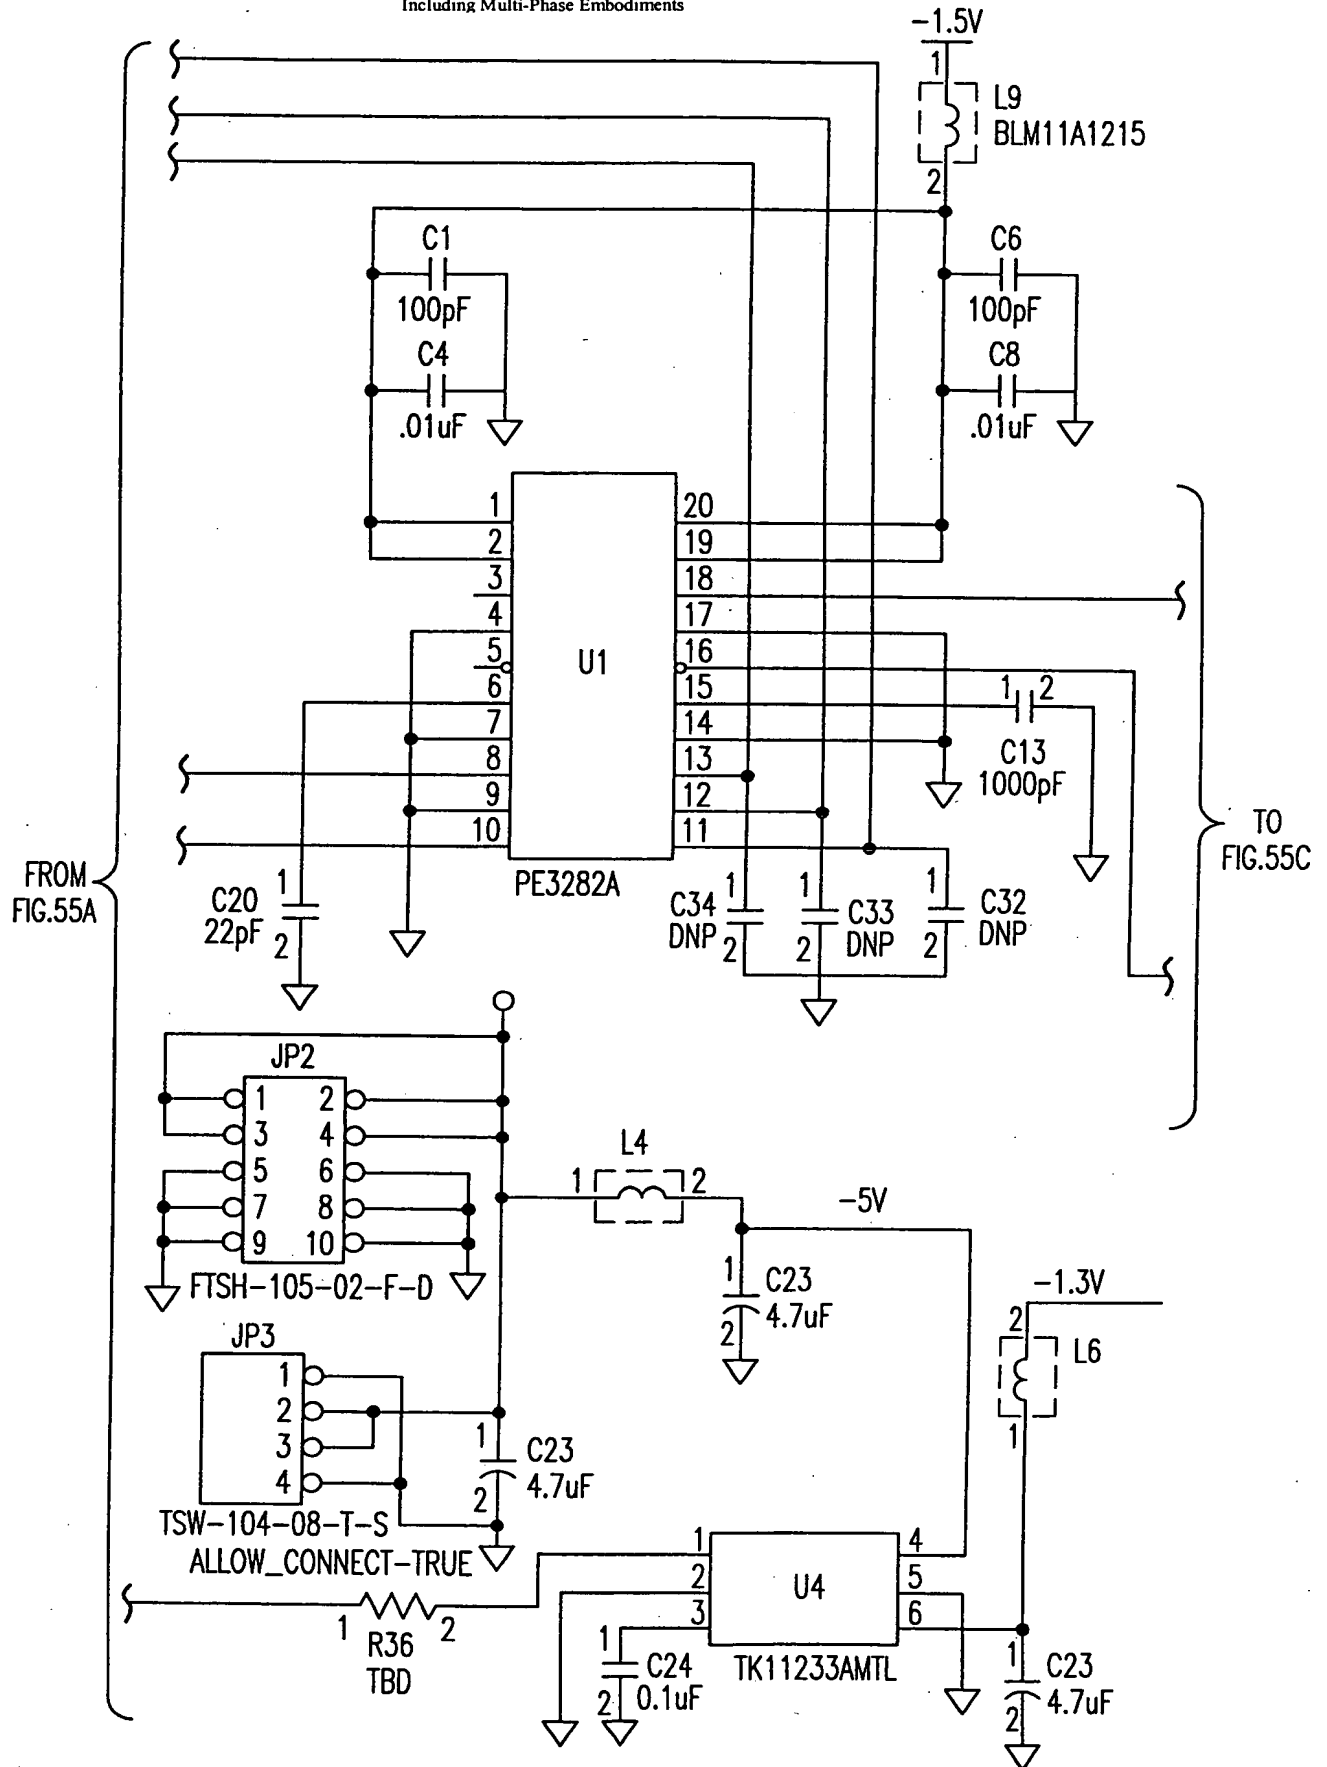 Including Multi-Phase Embodiments
-1.5V
1
L9
BLM11A1215
2
C1
100pF
C4
.01uF
C6
100pF
C8
.01uF
1
2
3
4
5
6
7
8
9
10
U1
20
19
18
17
16
15
14
13
12
11
PE3282A
1 2
C13
1000pF
TO
FIG.55C
FROM
FIG.55A
1
C20
22pF
2
1
C34
DNP
2
1
C33
DNP
2
1
C32
DNP
2
JP2
1 2
3 4
5 6
7 8
9 10
FTSH-105-02-F-D
L4
1 2
-5V
1
C23
4.7uF
2
-1.3V
2
L6
1
JP3
1
2
3
4
TSW-104-08-T-S
ALLOW_CONNECT-TRUE
1
C23
4.7uF
2
1 2
R36
TBD
1
2
3
U4
4
5
6
TK11233AMTL
1
C24
0.1uF
2
1
C23
4.7uF
2